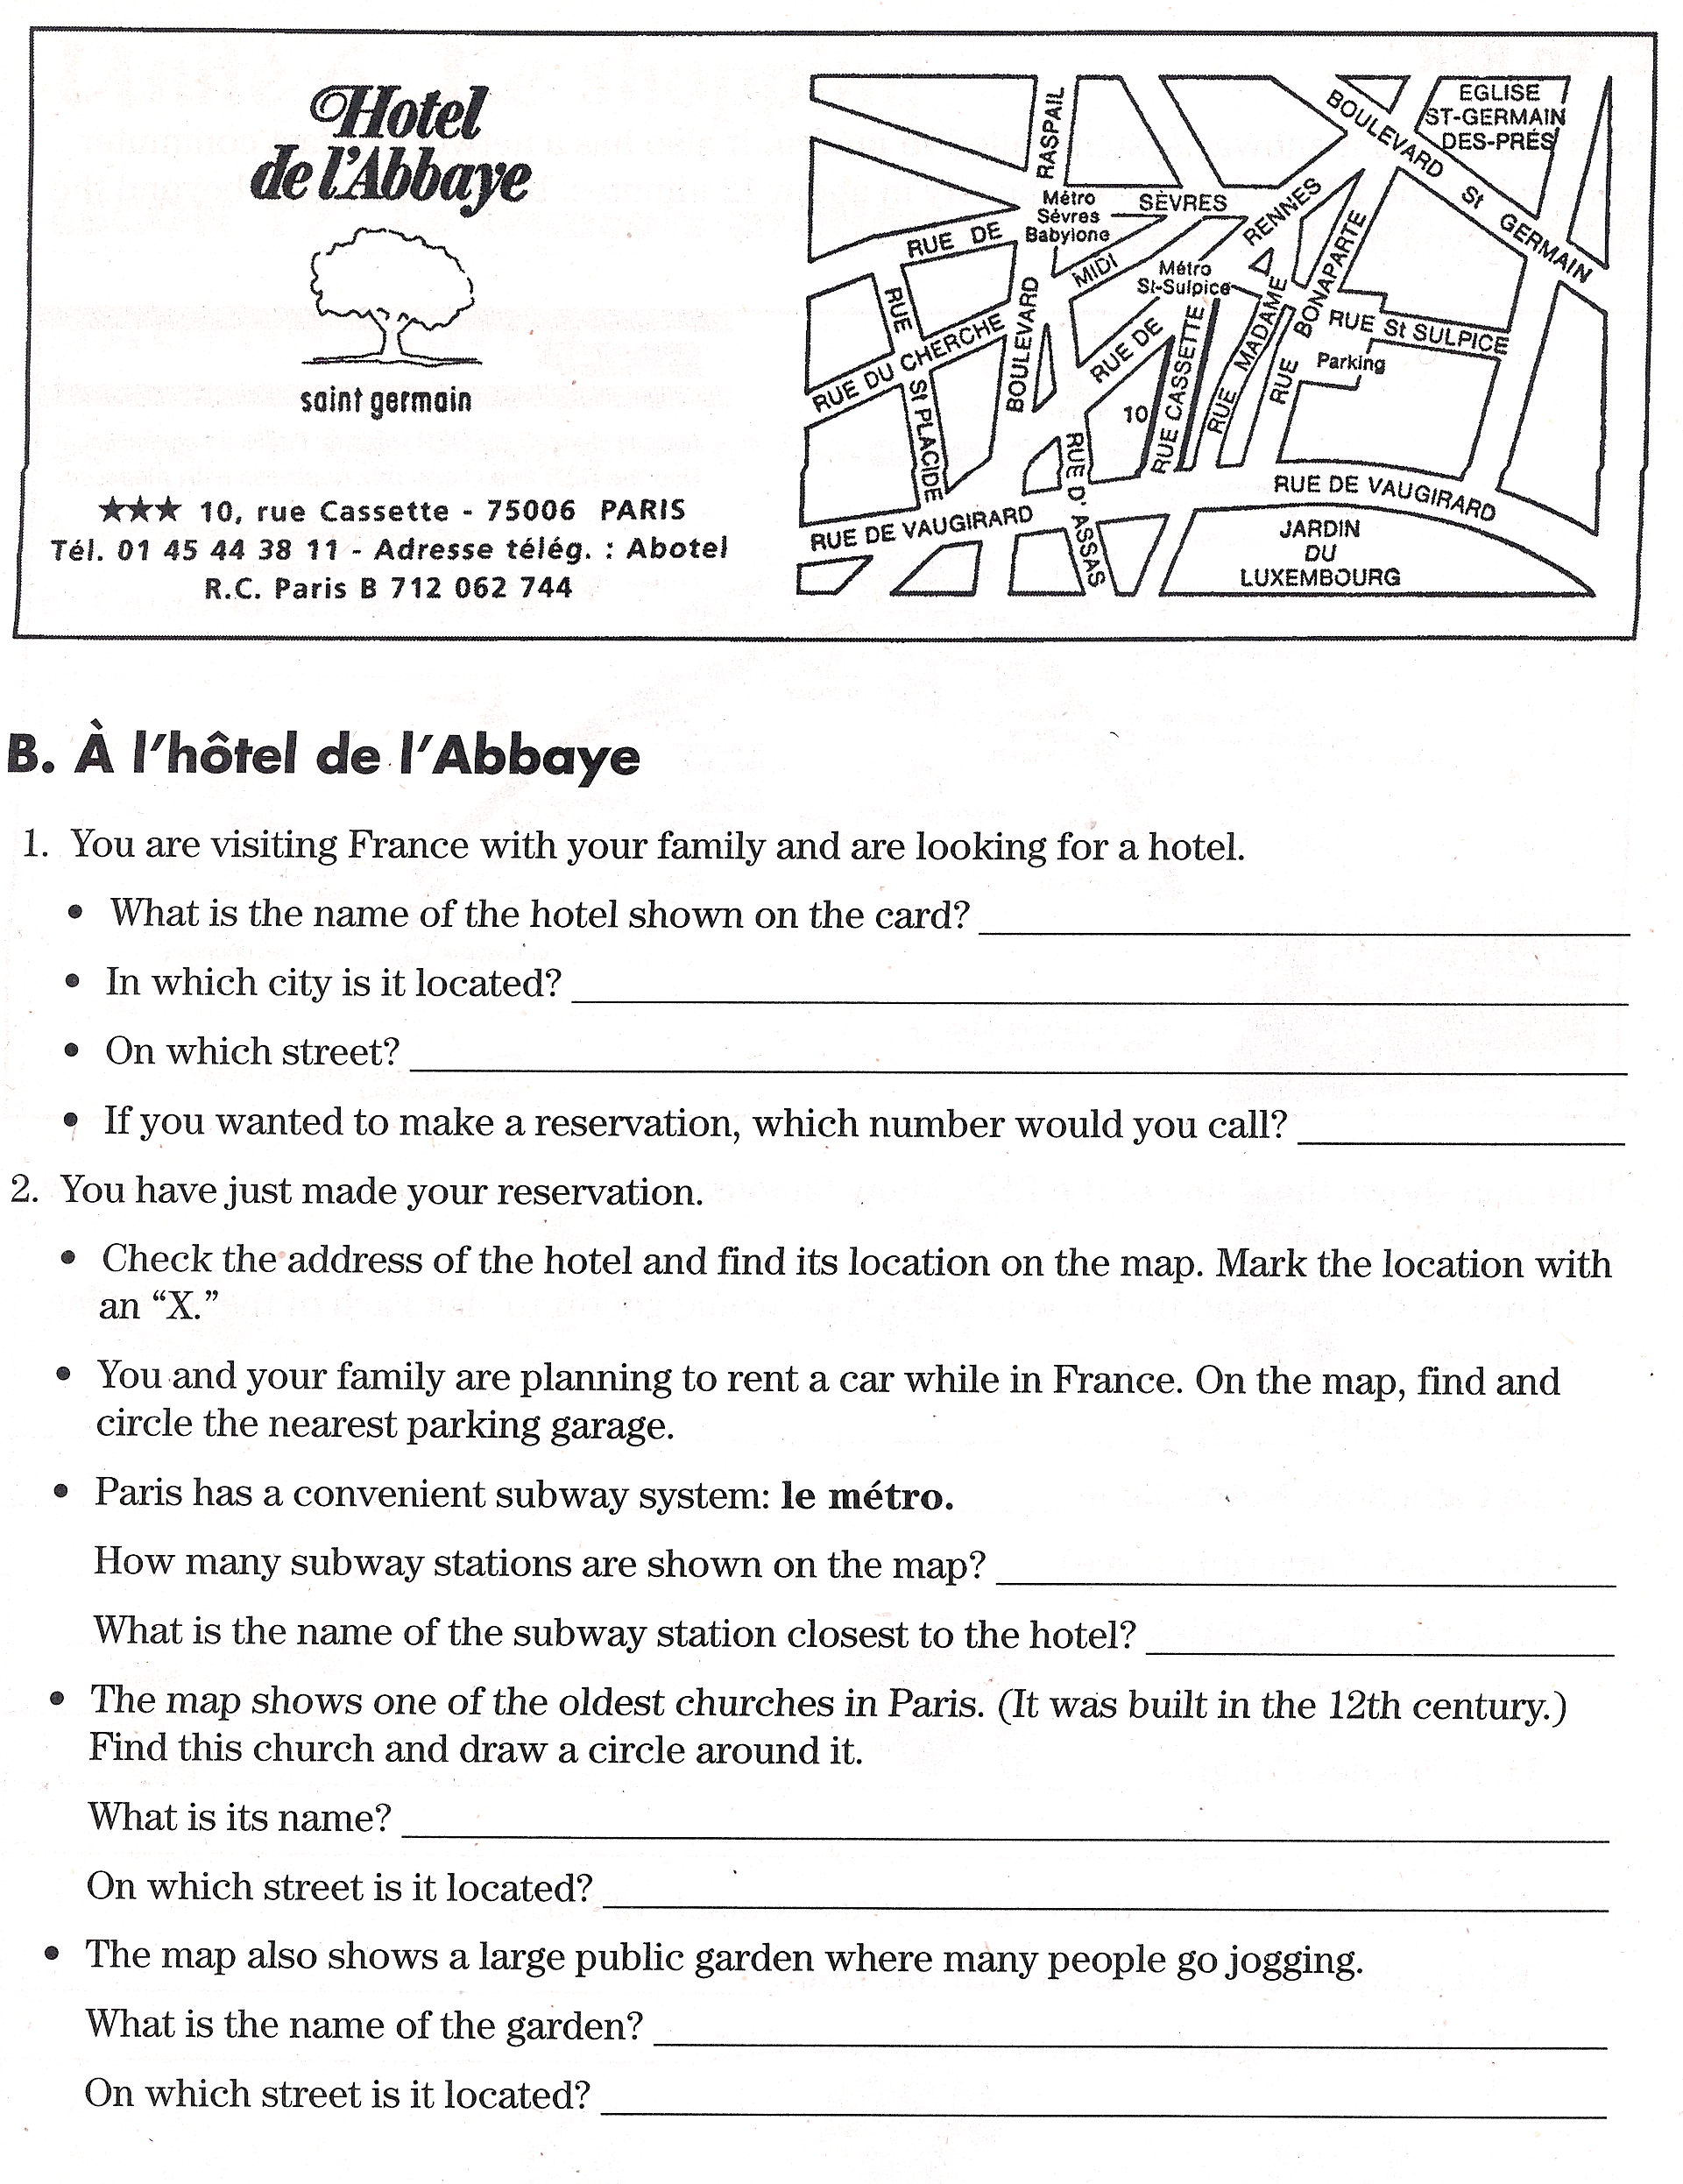 Hotel
de l'Abbaye
saint germain
★★★ 10, rue Cassette - 75006 PARIS
Tél. 01 45 44 38 11 - Adresse télég. : Abotel
R.C. Paris B 712 062 744
RASPAIL
BOULEVARD St GERMAIN
EGLISE
ST-GERMAIN
DES-PRÉS
Métro
Sévres
Babylone
SÈVRES
RUE DE
MIDI
RENNES
Métro
St-Sulpice
RUE BONAPARTE
RUE MADAME
RUE St SULPICE
Parking
RUE
St PLACIDE
RUE DU CHERCHE
BOULEVARD
RUE DE
10
RUE CASSETTE
RUE D'ASSAS
RUE DE VAUGIRARD
RUE DE VAUGIRARD
JARDIN
DU
LUXEMBOURG
B. À l'hôtel de l'Abbaye
1. You are visiting France with your family and are looking for a hotel.
• What is the name of the hotel shown on the card?
• In which city is it located?
• On which street?
• If you wanted to make a reservation, which number would you call?
2. You have just made your reservation.
• Check the address of the hotel and find its location on the map. Mark the location with
an “X.”
• You and your family are planning to rent a car while in France. On the map, find and
circle the nearest parking garage.
• Paris has a convenient subway system: le métro.
How many subway stations are shown on the map?
What is the name of the subway station closest to the hotel?
• The map shows one of the oldest churches in Paris. (It was built in the 12th century.)
Find this church and draw a circle around it.
What is its name?
On which street is it located?
• The map also shows a large public garden where many people go jogging.
What is the name of the garden?
On which street is it located?